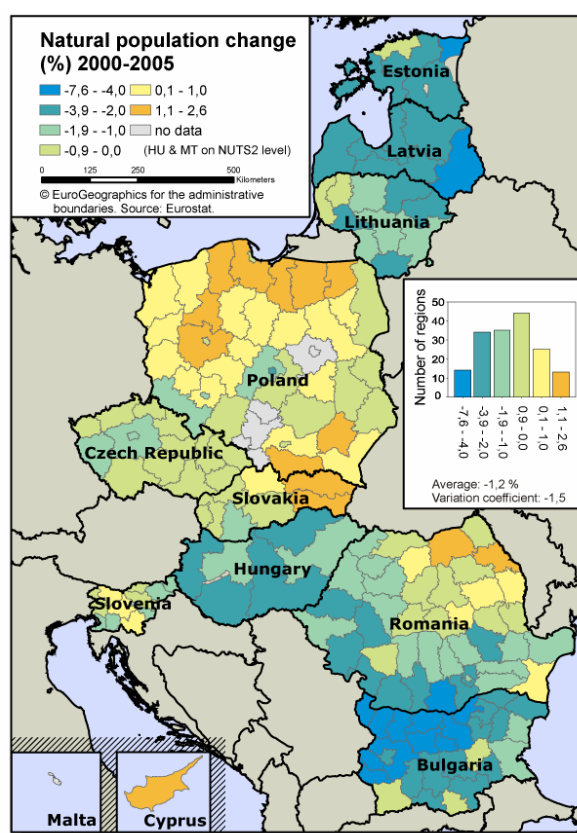 Natural population change
(%) 2000-2005
-7,6 - -4,0
-3,9 - -2,0
-1,9 - -1,0
-0,9 - 0,0
0,1 - 1,0
1,1 - 2,6
no data
(HU & MT on NUTS2 level)
0 125 250 500
Kilometers
© EuroGeographics for the administrative
boundaries. Source: Eurostat.
Estonia
Latvia
Lithuania
Poland
Czech Republic
Slovakia
Hungary
Slovenia
Romania
Bulgaria
Malta
Cyprus
Number of regions
50
40
30
20
10
0
-7,6 - -4,0
-3,9 - -2,0
-1,9 - -1,0
0,9 - 0,0
0,1 - 1,0
1,1 - 2,6
Average: -1,2 %
Variation coefficient: -1,5